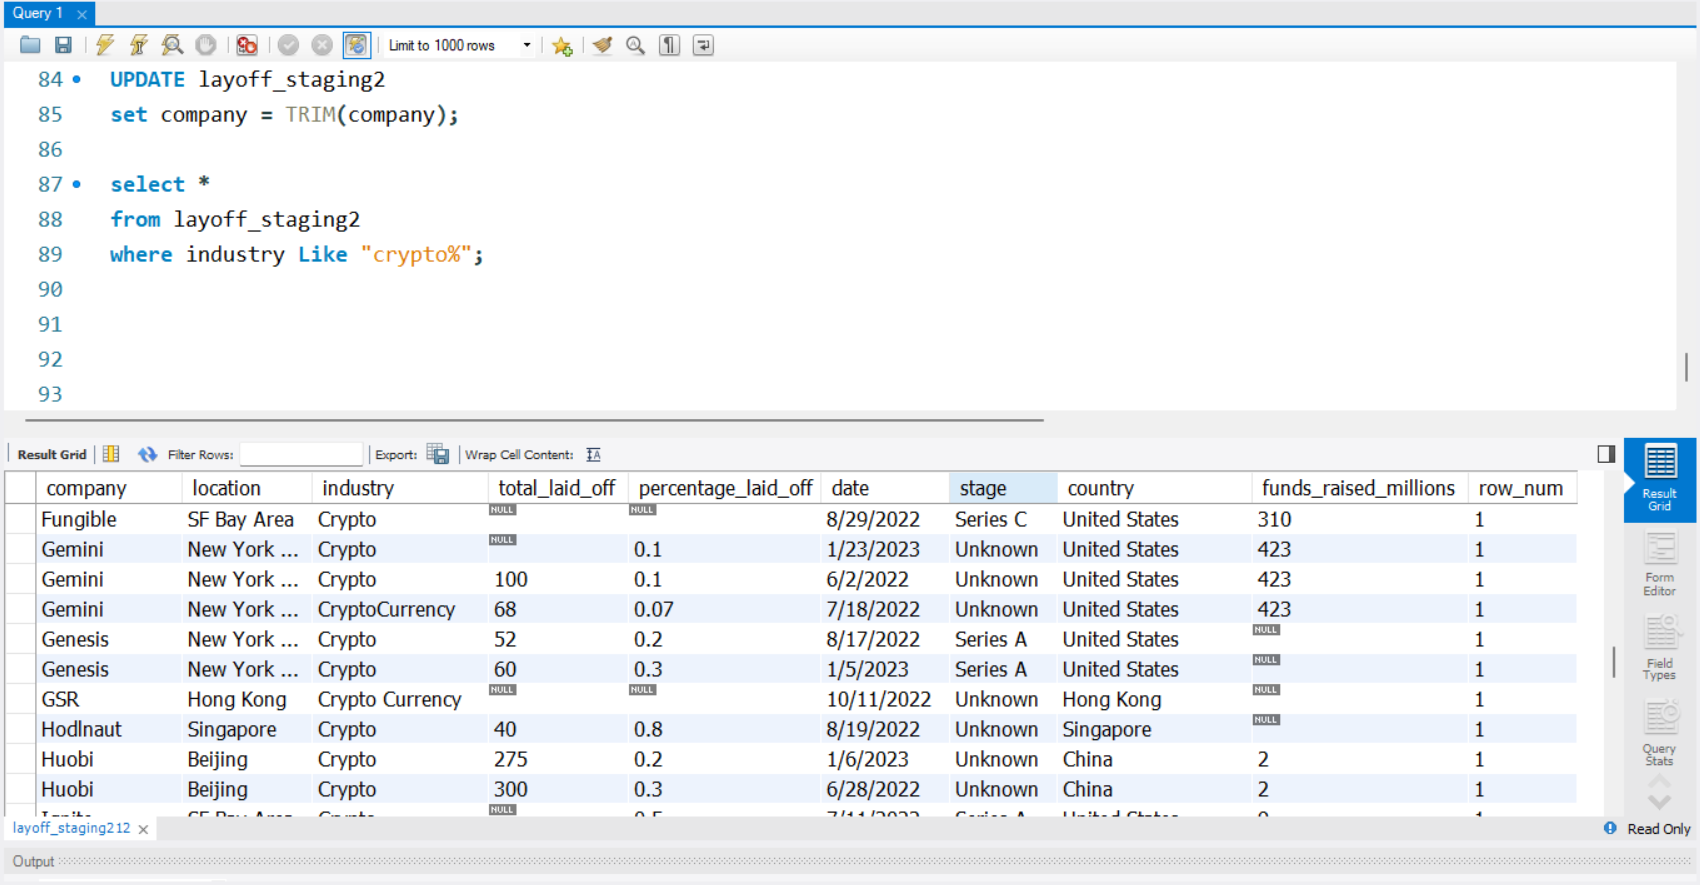 Query 1
Limit to 1000 rows
84 UPDATE layoff_staging2
85 set company = TRIM(company);
86
87 select *
88 from layoff_staging2
89 where industry Like "crypto%";
90
91
92
93
Result Grid Filter Rows: Export: Wrap Cell Content:
company location industry total_laid_off percentage_laid_off date stage country funds_raised_millions row_num
Fungible SF Bay Area Crypto NULL NULL 8/29/2022 Series C United States 310 1
Gemini New York ... Crypto NULL 0.1 1/23/2023 Unknown United States 423 1
Gemini New York ... Crypto 100 0.1 6/2/2022 Unknown United States 423 1
Gemini New York ... CryptoCurrency 68 0.07 7/18/2022 Unknown United States 423 1
Genesis New York ... Crypto 52 0.2 8/17/2022 Series A United States NULL 1
Genesis New York ... Crypto 60 0.3 1/5/2023 Series A United States NULL 1
GSR Hong Kong Crypto Currency NULL NULL 10/11/2022 Unknown Hong Kong NULL 1
Hodlnaut Singapore Crypto 40 0.8 8/19/2022 Unknown Singapore NULL 1
Huobi Beijing Crypto 275 0.2 1/6/2023 Unknown China 2 1
Huobi Beijing Crypto 300 0.3 6/28/2022 Unknown China 2 1
NULL
Result
Grid
Form
Editor
Field
Types
Query
Stats
layoff_staging212
Read Only
Output